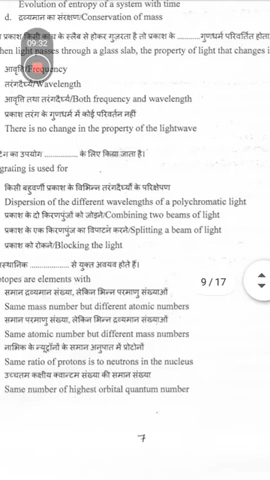 Evolution of entropy of a system with time
d. द्रव्यमान का संरक्षण/Conservation of mass
प्रकाश किसी कांच के स्लैब से होकर गुजरता है तो प्रकाश के ............गुणधर्म परिवर्तित होता
hen light passes through a glass slab, the property of light that changes i
09:32
आवृत्ति/Frequency
तरंगदैर्घ्य/Wavelength
आवृत्ति तथा तरंगदैर्घ्य/Both frequency and wavelength
प्रकाश तरंग के गुणधर्म में कोई परिवर्तन नहीं
There is no change in the property of the lightwave
का उपयोग ................ के लिए किया जाता है।
grating is used for
किसी बहुवर्णी प्रकाश के विभिन्न तरंगदैर्घ्यों के परिक्षेपण
Dispersion of the different wavelengths of a polychromatic light
प्रकाश के दो किरणपुंजों को जोड़ने/Combining two beams of light
प्रकाश के एक किरणपुंज का विपाटन करने/Splitting a beam of light
प्रकाश को रोकने/Blocking the light
स्थानिक ................... से युक्त अवयव होते हैं।
9 / 17
topes are elements with
समान द्रव्यमान संख्या, लेकिन भिन्न परमाणु संख्याओं
Same mass number but different atomic numbers
समान परमाणु संख्या, लेकिन भिन्न द्रव्यमान संख्याओं
Same atomic number but different mass numbers
नाभिक के न्यूट्रॉनों के समान अनुपात में प्रोटोनों
Same ratio of protons is to neutrons in the nucleus
उच्चतम कक्षीय क्वान्टम संख्या की समान संख्या
Same number of highest orbital quantum number
7